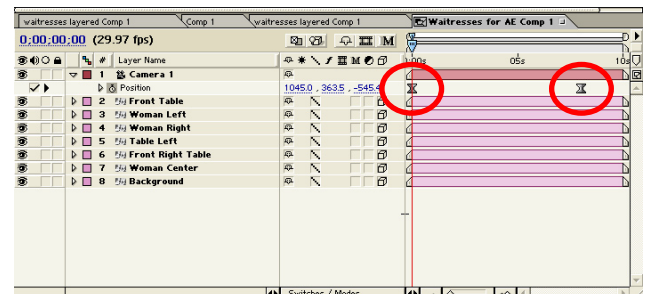 waitresses layered Comp 1 Comp 1 waitresses layered Comp 1 Waitresses for AE Comp 1
0;00;00;00 (29.97 fps)
# Layer Name 05s 10s
1 Camera 1
Position 1045.0 , 363.5 , -545.4
2 Front Table
3 Woman Left
4 Woman Right
5 Table Left
6 Front Right Table
7 Woman Center
8 Background
Switches / Modes